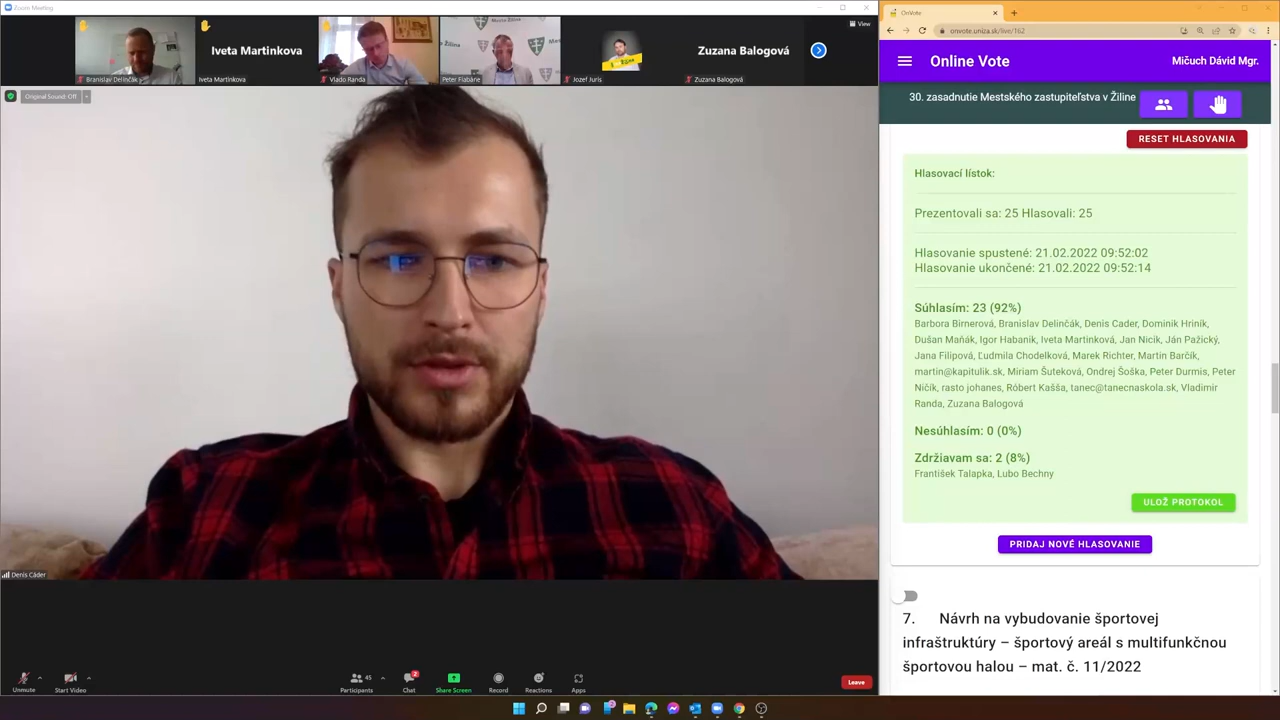 Zoom Meeting
View
Branislav Delinčák
Iveta Martinkova
Iveta Martinkova
Vlado Randa
Peter Fiabáne
Jozef Juris
Zuzana Balogová
Zuzana Balogová
Original Sound: Off
Denis Cáder
Unmute
Start Video
45
Participants
2
Chat
Share Screen
Record
Reactions
Apps
Leave
OnVote
onvote.uniza.sk/live/162
Online Vote
Mičuch Dávid Mgr.
30. zasadnutie Mestského zastupiteľstva v Žiline
RESET HLASOVANIA
Hlasovací lístok:
Prezentovali sa: 25 Hlasovali: 25
Hlasovanie spustené: 21.02.2022 09:52:02
Hlasovanie ukončené: 21.02.2022 09:52:14
Súhlasím: 23 (92%)
Barbora Birnerová, Branislav Delinčák, Denis Cader, Dominik Hriník,
Dušan Maňák, Igor Habanik, Iveta Martinková, Jan Nicík, Ján Pažický,
Jana Filipová, Ľudmila Chodelková, Marek Richter, Martin Barčík,
martin@kapitulik.sk, Miriam Šuteková, Ondrej Šoška, Peter Durmis, Peter
Ničík, rasto johanes, Róbert Kašša, tanec@tanecnaskola.sk, Vladimir
Randa, Zuzana Balogová
Nesúhlasím: 0 (0%)
Zdržiavam sa: 2 (8%)
František Talapka, Lubo Bechny
ULOŽ PROTOKOL
PRIDAJ NOVÉ HLASOVANIE
7. Návrh na vybudovanie športovej
infraštruktúry – športový areál s multifunkčnou
športovou halou – mat. č. 11/2022